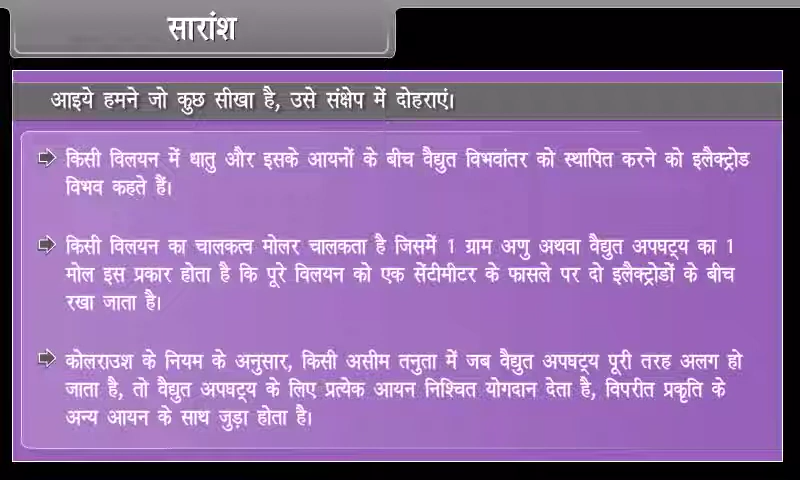 सारांश
आइये हमने जो कुछ सीखा है, उसे संक्षेप में दोहराएं।
किसी विलयन में धातु और इसके आयनों के बीच वैद्युत विभवांतर को स्थापित करने को इलैक्ट्रोड
विभव कहते हैं।
किसी विलयन का चालकत्व मोलर चालकता है जिसमें 1 ग्राम अणु अथवा वैद्युत अपघट्य का 1
मोल इस प्रकार होता है कि पूरे विलयन को एक सेंटीमीटर के फासले पर दो इलैक्ट्रोडों के बीच
रखा जाता है।
कोलराउश के नियम के अनुसार, किसी असीम तनुता में जब वैद्युत अपघट्य पूरी तरह अलग हो
जाता है, तो वैद्युत अपघट्य के लिए प्रत्येक आयन निश्चित योगदान देता है, विपरीत प्रकृति के
अन्य आयन के साथ जुड़ा होता है।